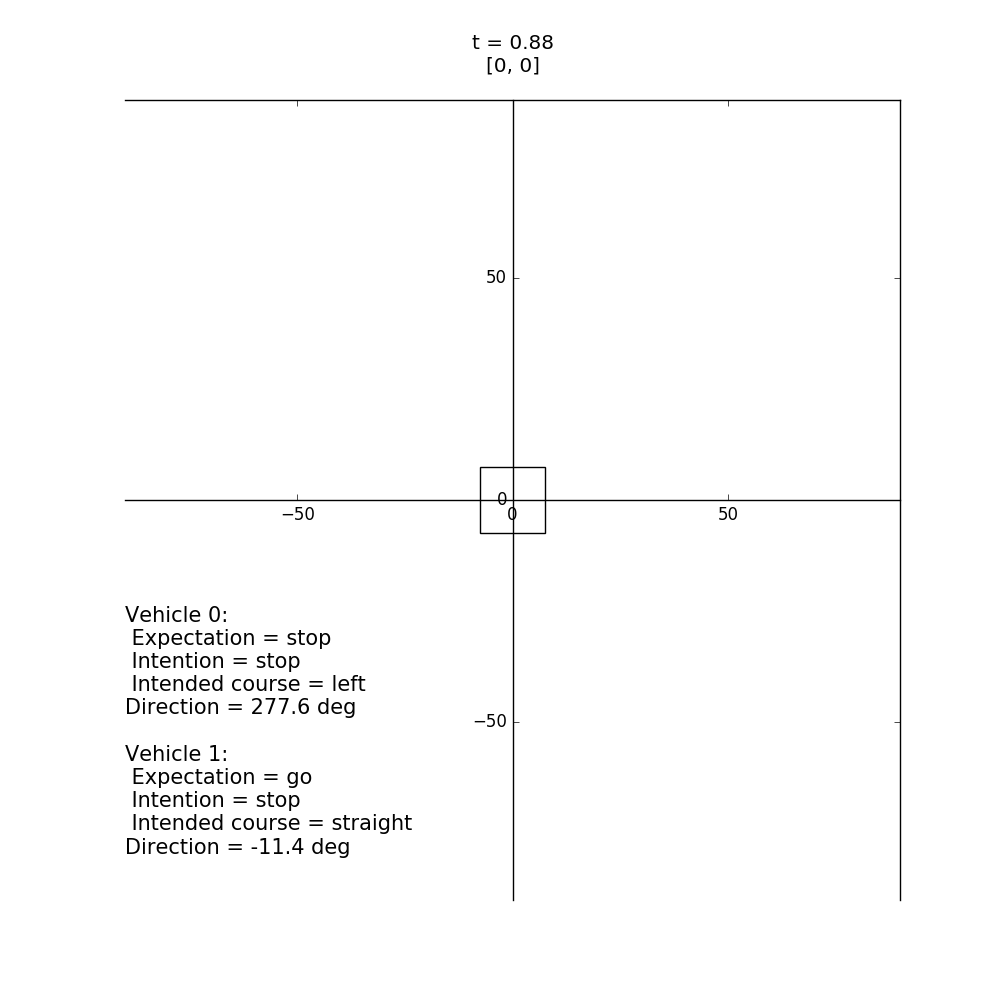 t = 0.88
[0, 0]
50
0
−50
0
50
Vehicle 0:
Expectation = stop
Intention = stop
Intended course = left
Direction = 277.6 deg
−50
Vehicle 1:
Expectation = go
Intention = stop
Intended course = straight
Direction = -11.4 deg